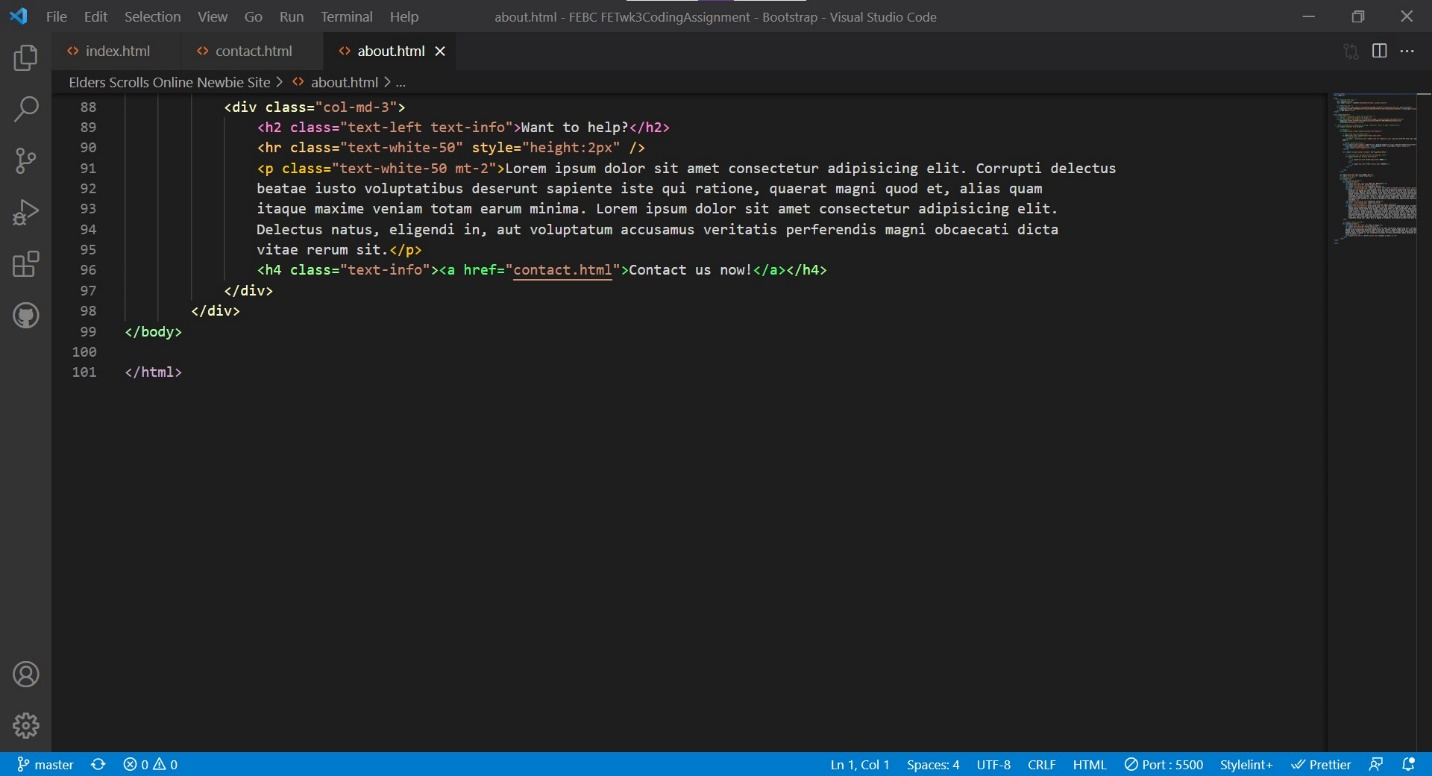 File Edit Selection View Go Run Terminal Help about.html - FEBC FETwk3CodingAssignment - Bootstrap - Visual Studio Code
index.html contact.html about.html
Elders Scrolls Online Newbie Site > about.html > ...
88 <div class="col-md-3">
89 <h2 class="text-left text-info">Want to help?</h2>
90 <hr class="text-white-50" style="height:2px" />
91 <p class="text-white-50 mt-2">Lorem ipsum dolor sit amet consectetur adipisicing elit. Corrupti delectus
92 beatae iusto voluptatibus deserunt sapiente iste qui ratione, quaerat magni quod et, alias quam
93 itaque maxime veniam totam earum minima. Lorem ipsum dolor sit amet consectetur adipisicing elit.
94 Delectus natus, eligendi in, aut voluptatum accusamus veritatis perferendis magni obcaecati dicta
95 vitae rerum sit.</p>
96 <h4 class="text-info"><a href="contact.html">Contact us now!</a></h4>
97 </div>
98 </div>
99 </body>
100
101 </html>
master 0 0 Ln 1, Col 1 Spaces: 4 UTF-8 CRLF HTML Port : 5500 Stylelint+ Prettier